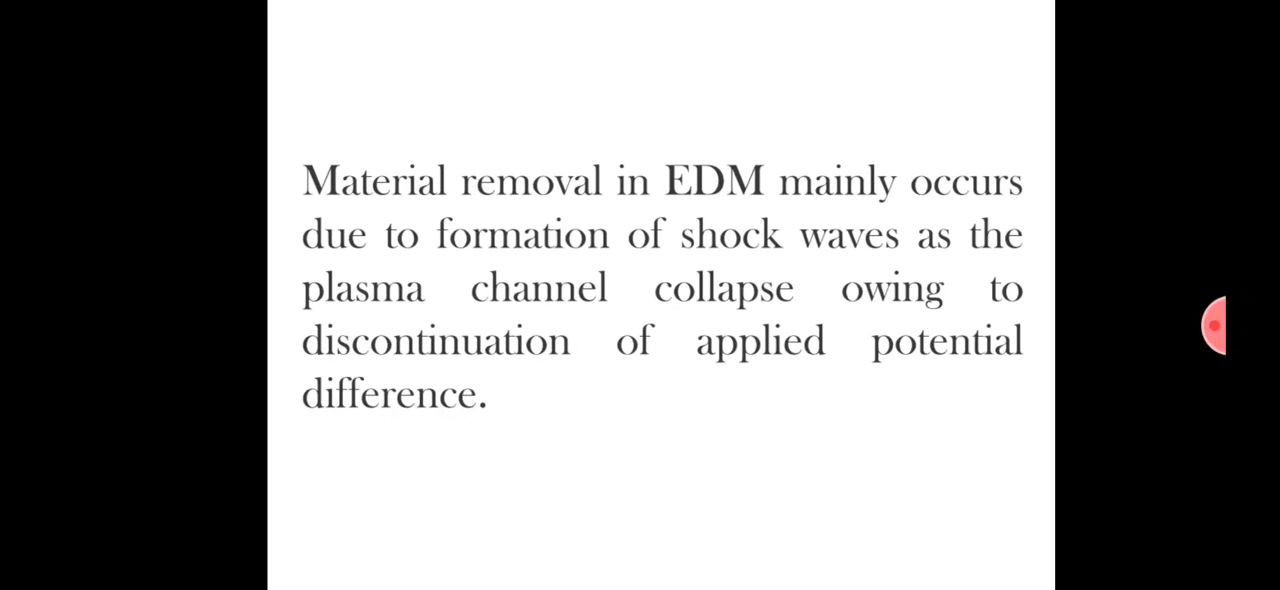 Material removal in EDM mainly occurs
due to formation of shock waves as the
plasma channel collapse owing to
discontinuation of applied potential
difference.